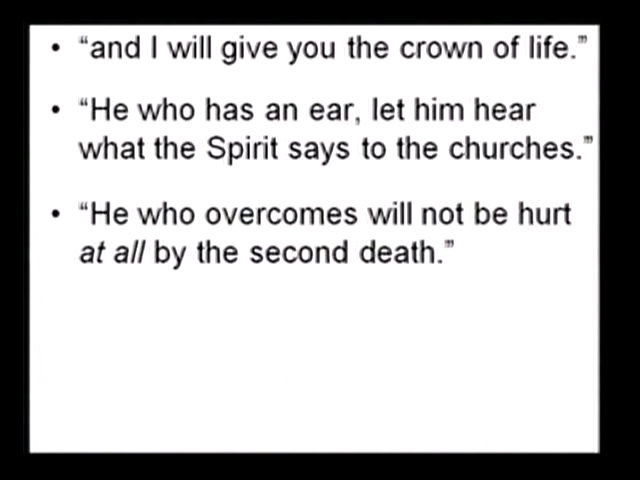 • “and I will give you the crown of life.”
• “He who has an ear, let him hear
what the Spirit says to the churches.”
• “He who overcomes will not be hurt
at all by the second death.”